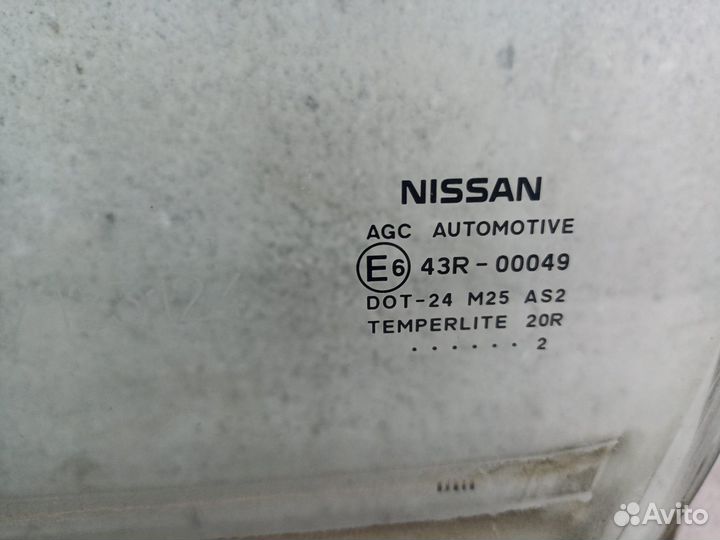 NISSAN
AGC AUTOMOTIVE
E6 43R-00049
DOT-24 M25 AS2
TEMPERLITE 20R
. . . . . . 2
Avito